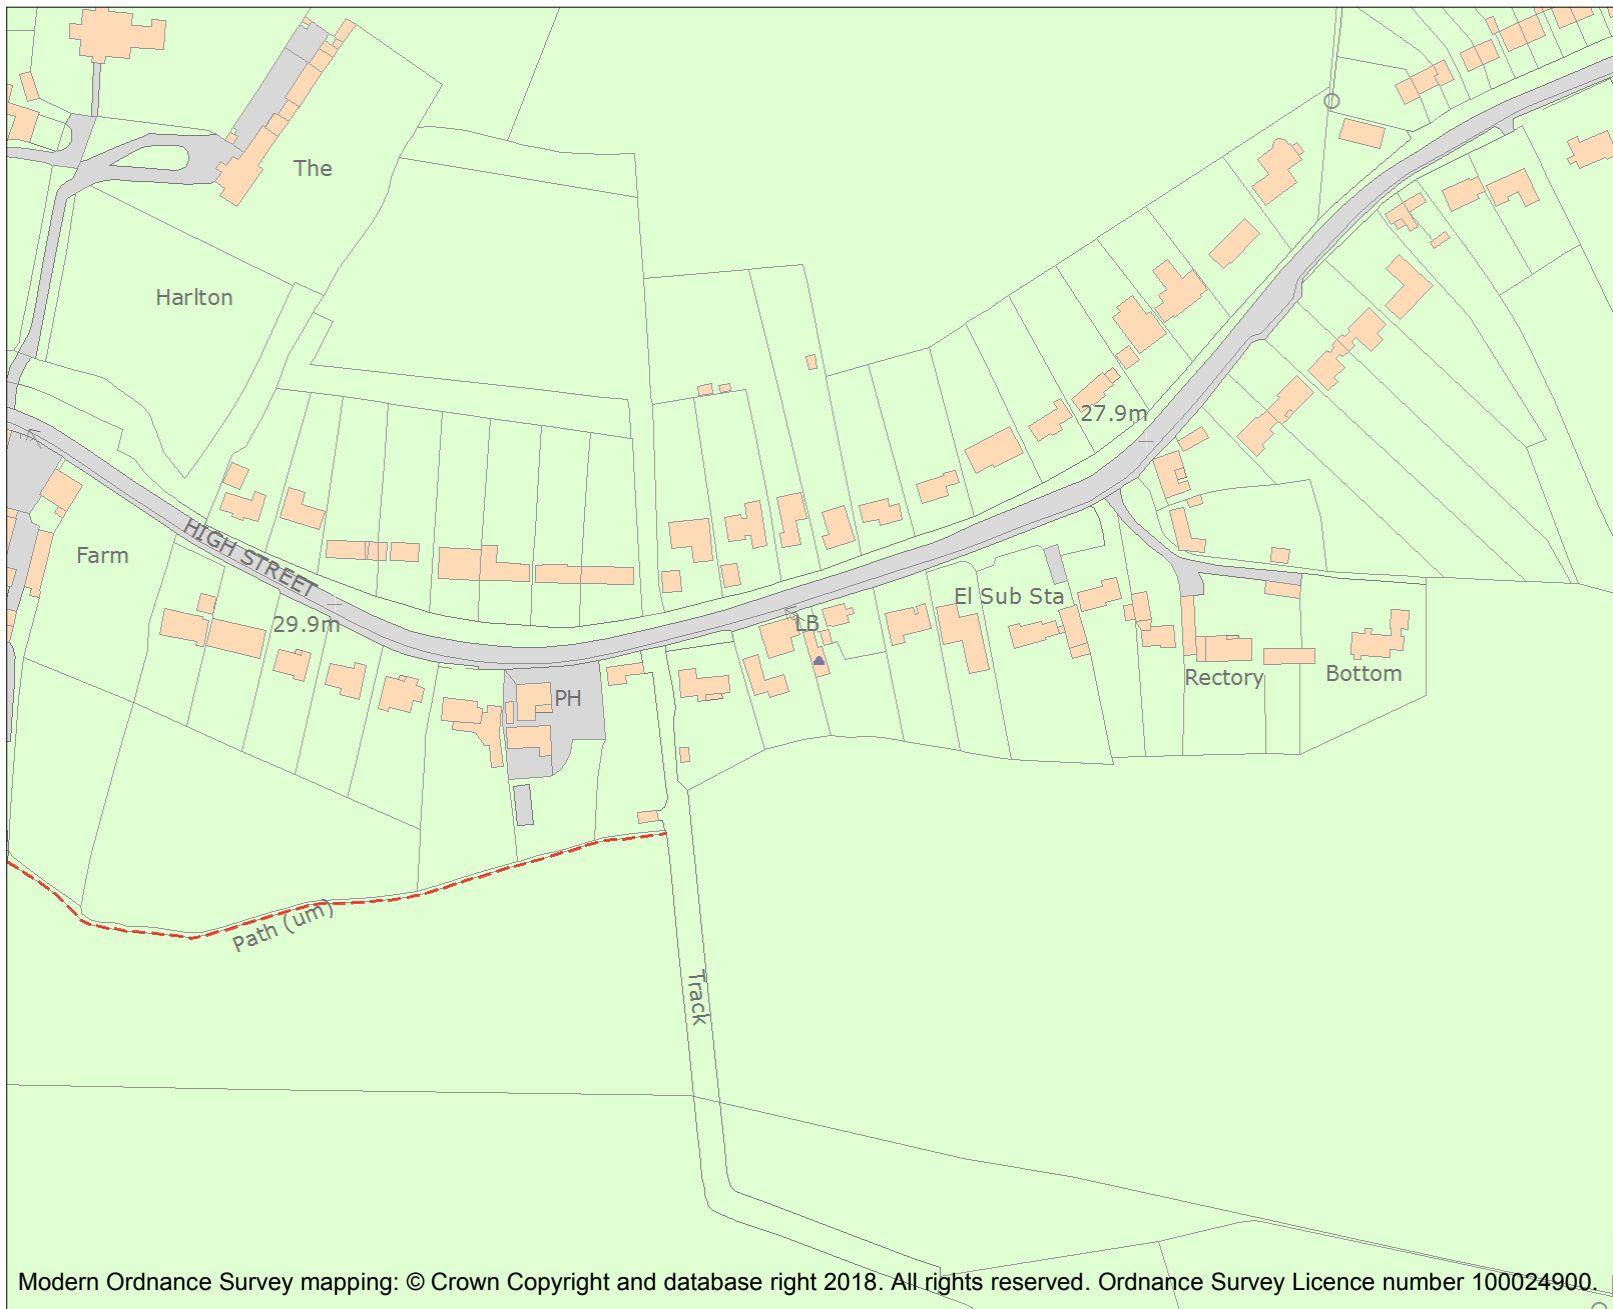 The
Harlton
27.9m
HIGH STREET
Farm
El Sub Sta
29.9m
LB
Bottom
Rectory
PH
Path (um)
Track
Modern Ordnance Survey mapping: © Crown Copyright and database right 2018. All rights reserved. Ordnance Survey Licence number 100024900.